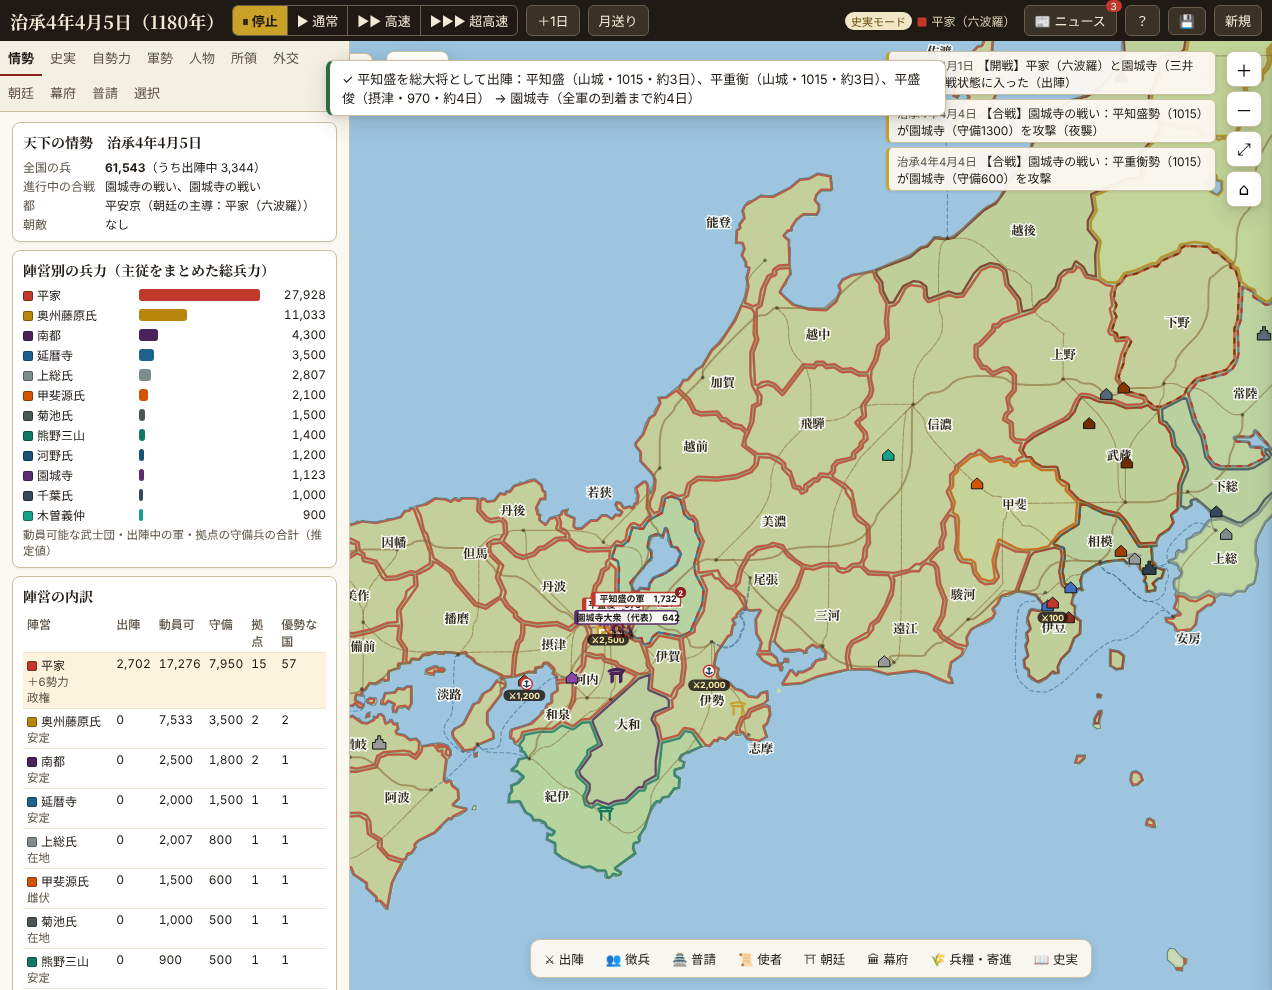 治承4年4月5日（1180年）
⏸ 停止
▶ 通常
▶▶ 高速
▶▶▶ 超高速
＋1日
月送り
史実モード
平家（六波羅）
📰 ニュース
3
？
💾
新規
情勢 史実 自勢力 軍勢 人物 所領 外交
朝廷 幕府 普請 選択
✓ 平知盛を総大将として出陣：平知盛（山城・1015・約3日）、平重衡（山城・1015・約3日）、平盛
俊（摂津・970・約4日） → 園城寺（全軍の到着まで約4日）
月1日 【開戦】平家（六波羅）と園城寺（三井
戦状態に入った（出陣）
治承4年4月4日 【合戦】園城寺の戦い：平知盛勢（1015）
が園城寺（守備1300）を攻撃（夜襲）
治承4年4月4日 【合戦】園城寺の戦い：平重衡勢（1015）
が園城寺（守備600）を攻撃
＋
−
⤢
⌂
天下の情勢 治承4年4月5日
全国の兵 61,543（うち出陣中 3,344）
進行中の合戦 園城寺の戦い、園城寺の戦い
都 平安京（朝廷の主導：平家（六波羅））
朝敵 なし
陣営別の兵力（主従をまとめた総兵力）
平家 27,928
奥州藤原氏 11,033
南都 4,300
延暦寺 3,500
上総氏 2,807
甲斐源氏 2,100
菊池氏 1,500
熊野三山 1,400
河野氏 1,200
園城寺 1,123
千葉氏 1,000
木曽義仲 900
動員可能な武士団・出陣中の軍・拠点の守備兵の合計（推
定値）
陣営の内訳
陣営 出陣 動員可 守備 拠点 優勢な国
平家 2,702 17,276 7,950 15 57
＋6勢力
政権
奥州藤原氏 0 7,533 3,500 2 2
安定
南都 0 2,500 1,800 2 1
安定
延暦寺 0 2,000 1,500 1 1
安定
上総氏 0 2,007 800 1 1
在地
甲斐源氏 0 1,500 600 1 1
雌伏
菊池氏 0 1,000 500 1 1
在地
熊野三山 0 900 500 1 1
安定
佐渡
能登
越後
越中
下野
上野
加賀
常陸
飛騨
信濃
越前
武蔵
下総
若狭
丹後
甲斐
美濃
因幡
但馬
相模
上総
丹波
尾張
駿河
美作
平知盛の軍 1,732
2
園城寺大衆（代表） 642
⚔2,500
播磨
三河
遠江
⚔100
伊豆
安房
備前
摂津
伊賀
河内
⚔2,000
淡路
⚔1,200
伊勢
和泉
大和
志摩
讃岐
阿波
紀伊
⚔ 出陣
👥 徴兵
🏯 普請
📜 使者
⛩ 朝廷
🏛 幕府
🌾 兵糧・寄進
📖 史実